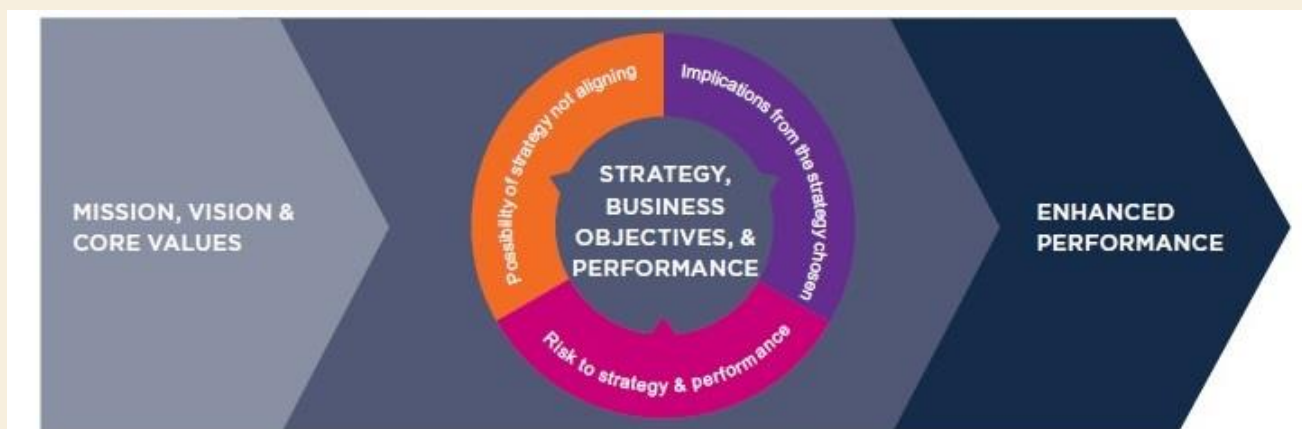 MISSION, VISION &
CORE VALUES
Possibility of strategy not aligning
Implications from the strategy chosen
STRATEGY,
BUSINESS
OBJECTIVES, &
PERFORMANCE
Risk to strategy & performance
ENHANCED
PERFORMANCE